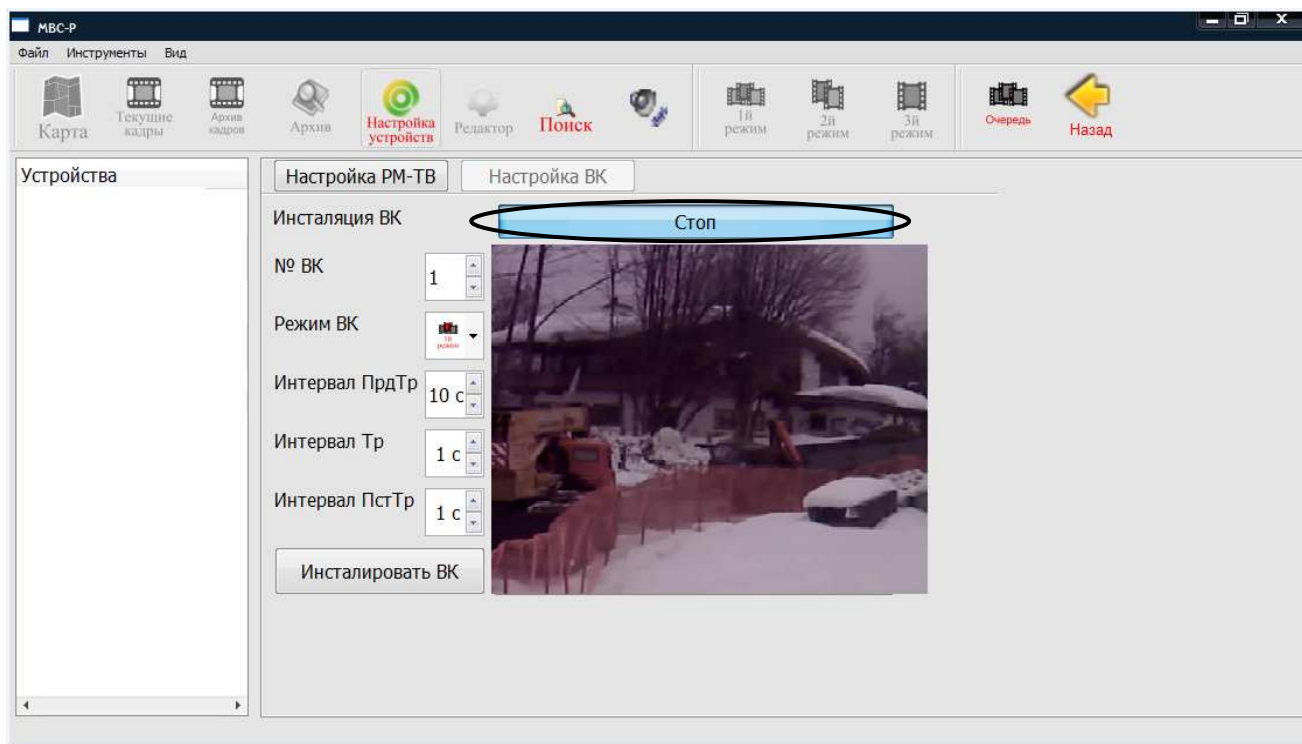 МВС-Р
Файл Инструменты Вид
Карта
Текущие кадры
Архив кадров
Архив
Настройка устройств
Редактор
Поиск
1й режим
2й режим
3й режим
Очередь
Назад
Устройства
Настройка РМ-ТВ
Настройка ВК
Инсталяция ВК
Стоп
№ ВК
1
Режим ВК
1й режим
Интервал ПрдТр
10 с
Интервал Тр
1 с
Интервал ПстТр
1 с
Инсталировать ВК